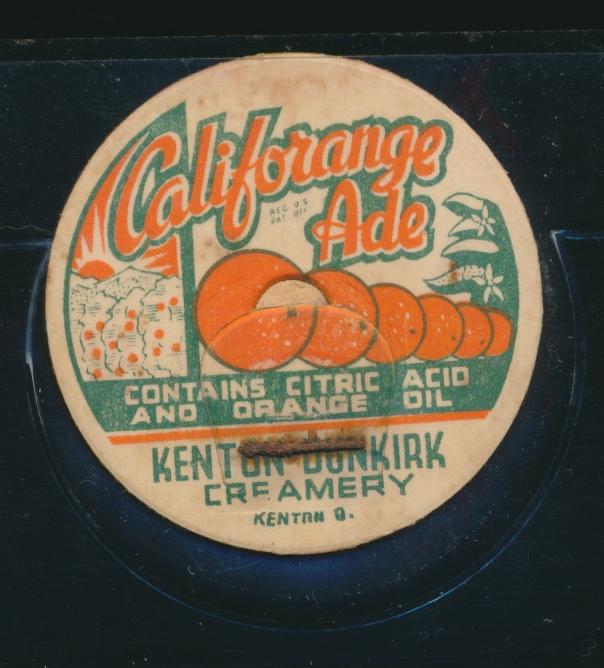 Califorange
Ade
REG. U.S.
PAT. OFF.
CONTAINS CITRIC ACID
AND ORANGE OIL
KENTON-DUNKIRK
CREAMERY
KENTON O.